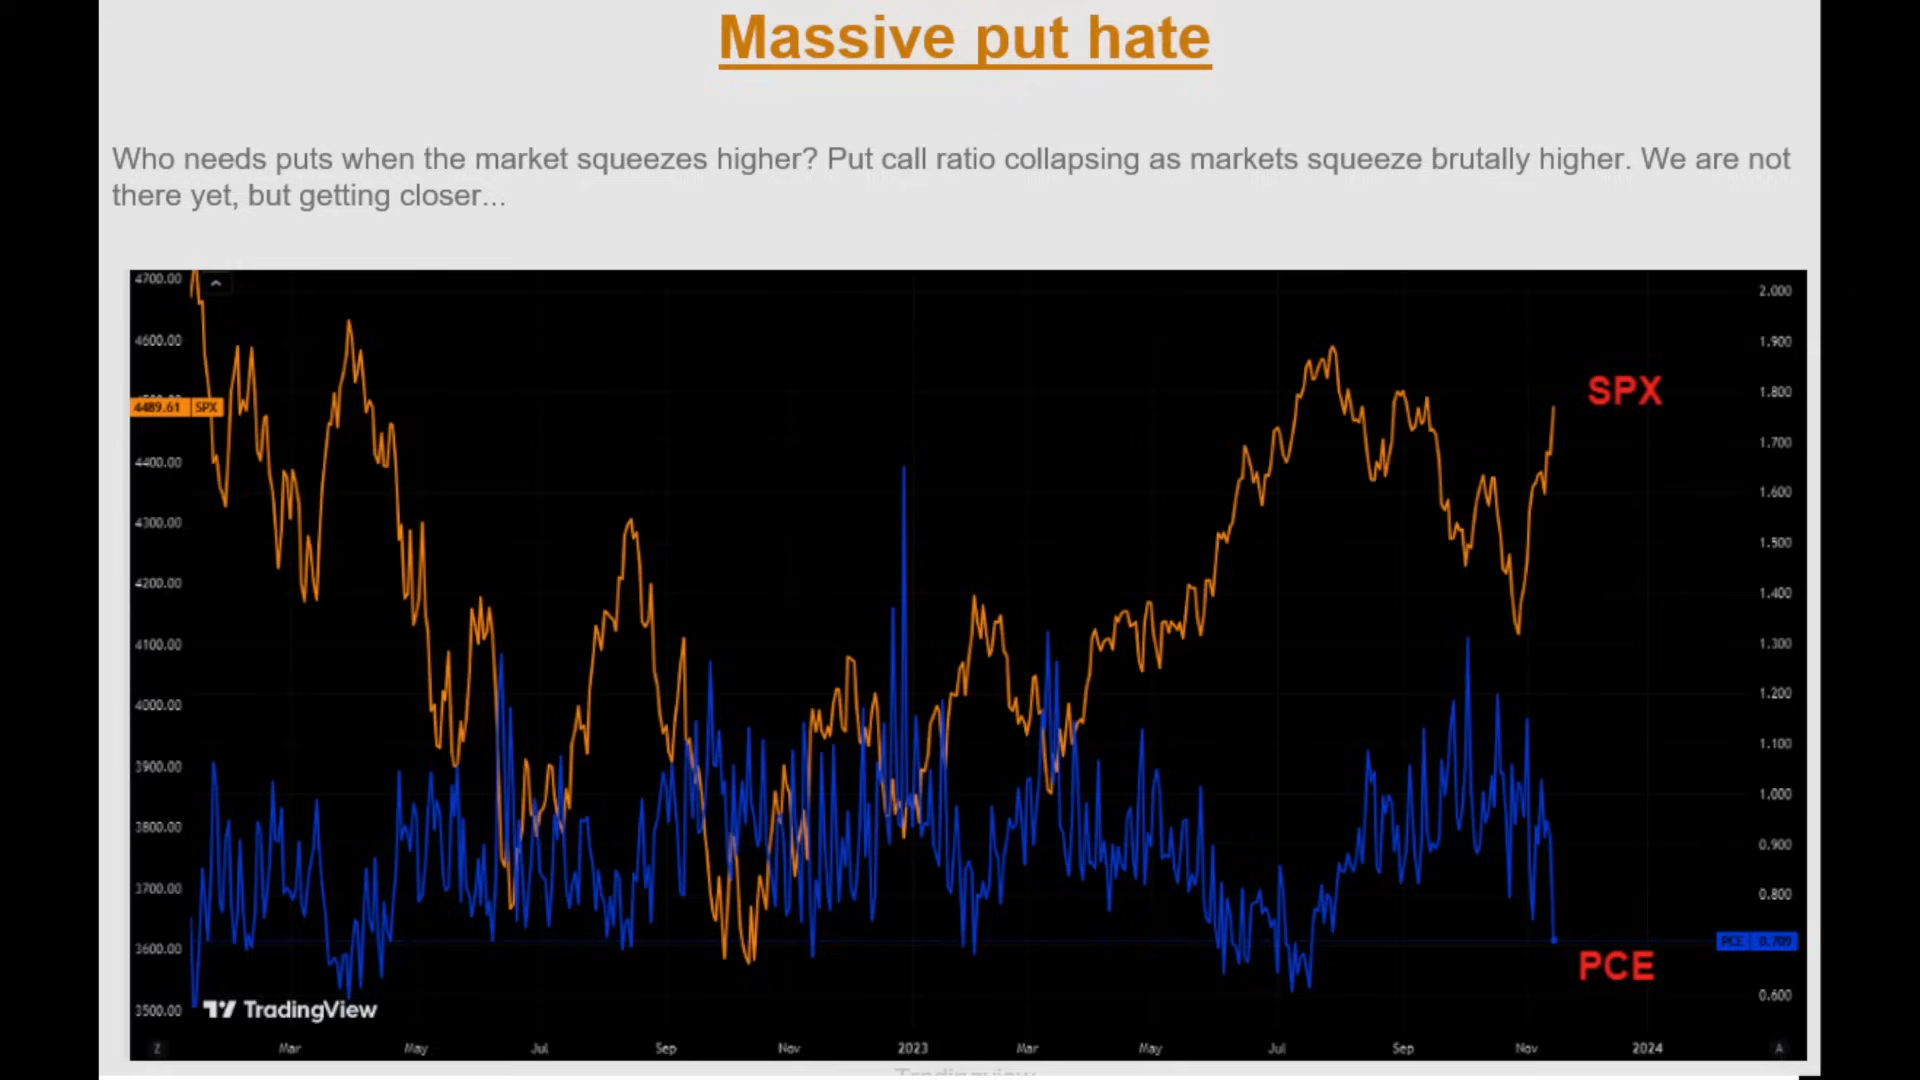 Massive put hate
Who needs puts when the market squeezes higher? Put call ratio collapsing as markets squeeze brutally higher. We are not
there yet, but getting closer...
4700.00
2.000
4600.00
1.900
1.800
SPX
4489.61 SPX
1.700
4400.00
1.600
4300.00
1.500
4200.00
1.400
4100.00
1.300
4000.00
1.200
3900.00
1.100
1.000
3800.00
0.900
3700.00
0.800
3600.00
PCE 0.709
PCE
0.600
3500.00
TradingView
Z Mar May Jul Sep Nov 2023 Mar May Jul Sep Nov 2024 A